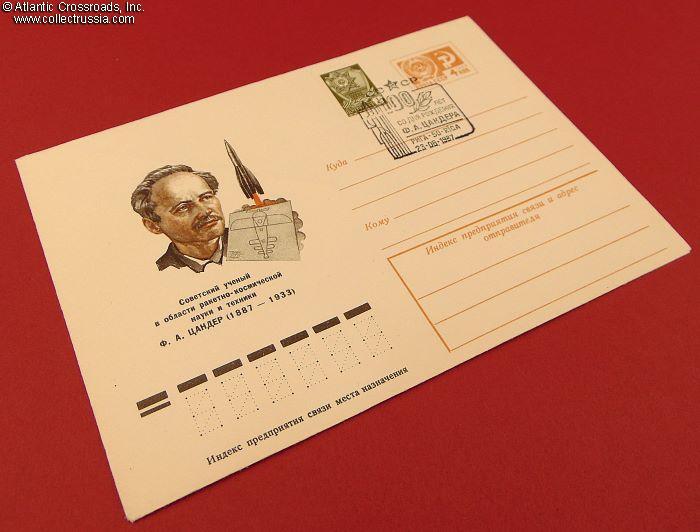 © Atlantic Crossroads, Inc.
www.collectrussia.com
СССР
100 ЛЕТ
СО ДНЯ РОЖДЕНИЯ
Ф.А.ЦАНДЕРА
23-08-1987
4 коп
Куда
Кому
Индекс предприятия связи и адрес
отправителя
Советский ученый
в области ракетно-космической
науки и техники
Ф. А. ЦАНДЕР (1887 — 1933)
Индекс предприятия связи места назначения